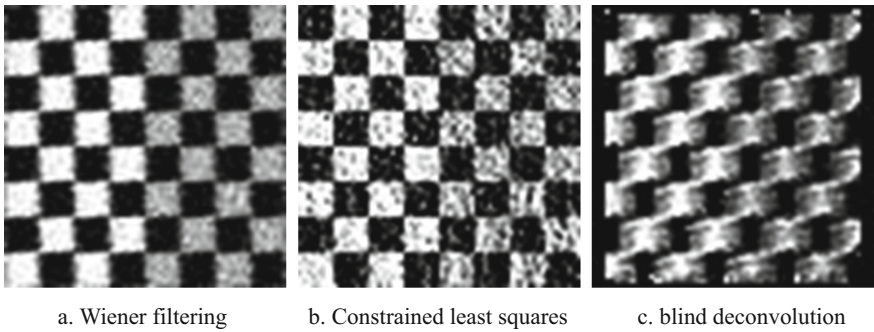 a. Wiener filtering
b. Constrained least squares
c. blind deconvolution